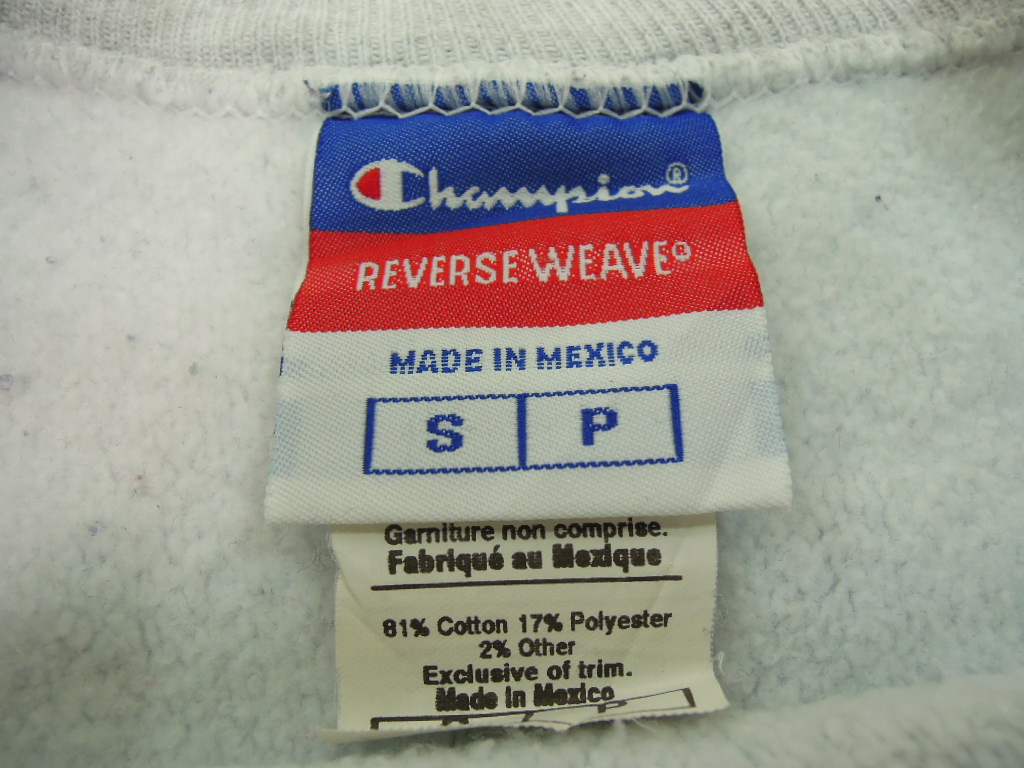 Champion®
REVERSE WEAVE®
MADE IN MEXICO
S P
Garniture non comprise.
Fabriqué au Mexique
81% Cotton 17% Polyester
2% Other
Exclusive of trim.
Made in Mexico